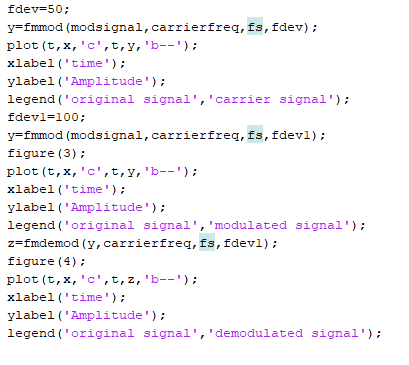 fdev=50;
y=fmmod(modsignal,carrierfreq,fs,fdev);
plot(t,x,'c',t,y,'b--');
xlabel('time');
ylabel('Amplitude');
legend('original signal','carrier signal');
fdev1=100;
y=fmmod(modsignal,carrierfreq,fs,fdev1);
figure(3);
plot(t,x,'c',t,y,'b--');
xlabel('time');
ylabel('Amplitude');
legend('original signal','modulated signal');
z=fmdemod(y,carrierfreq,fs,fdev1);
figure(4);
plot(t,x,'c',t,z,'b--');
xlabel('time');
ylabel('Amplitude');
legend('original signal','demodulated signal');